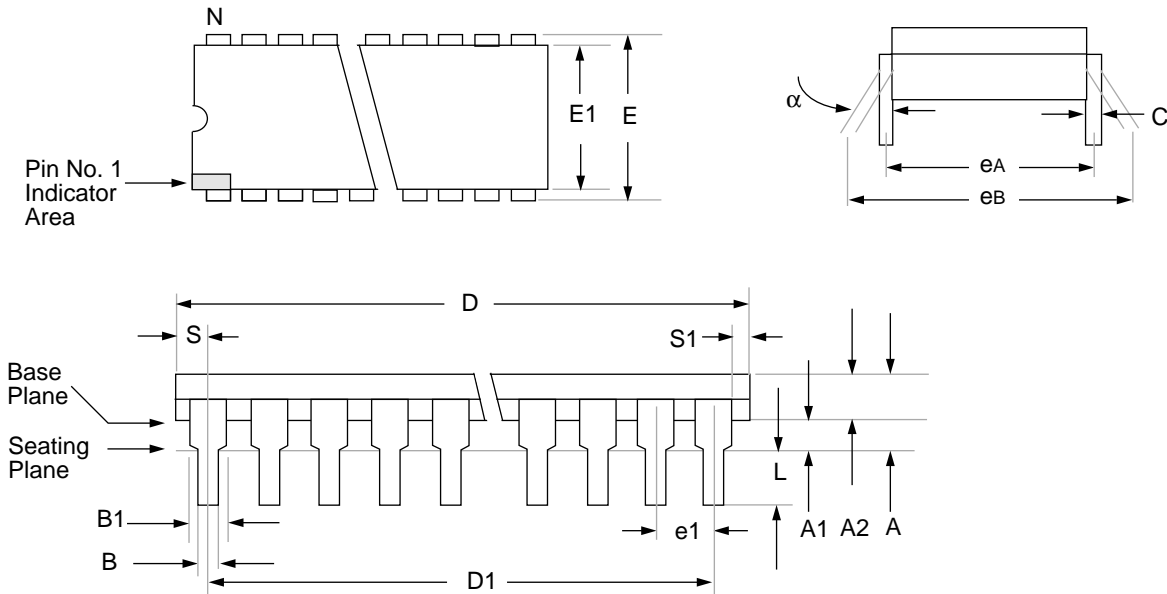 N
E1
E
Pin No. 1
Indicator
Area
α
C
eA
eB
D
S
S1
Base
Plane
Seating
Plane
L
B1
e1
A1
A2
A
B
D1